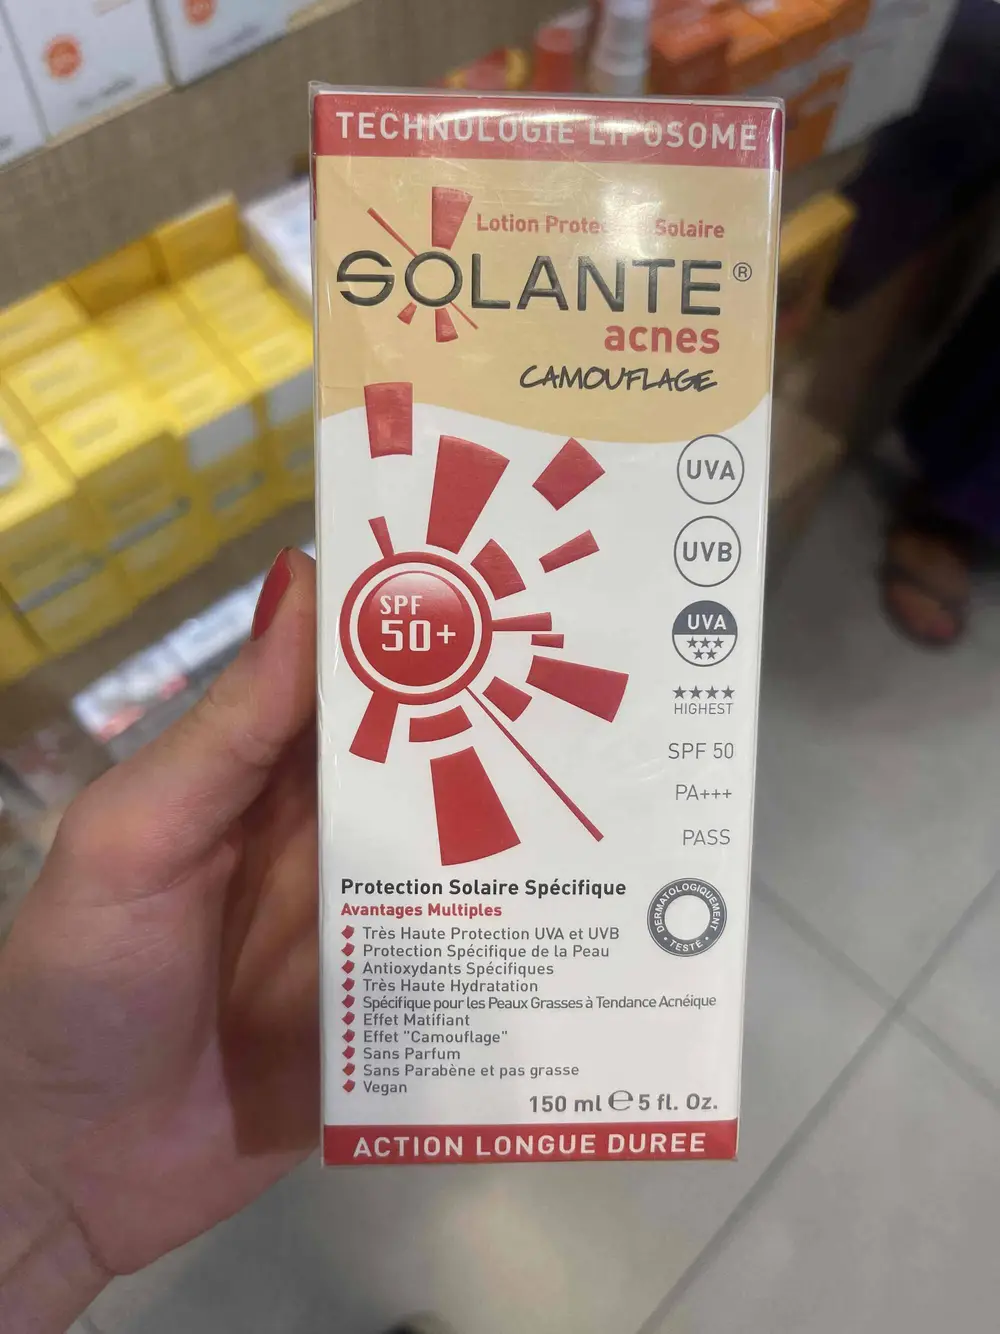 TECHNOLOGIE LIPOSOME
Lotion Protection Solaire
SOLANTE®
acnes
CAMOUFLAGE
UVA
UVB
UVA
★★★
★★
★★★★
HIGHEST
SPF 50
PA+++
PASS
SPF
50+
DERMATOLOGIQUEMENT
• TESTÉ •
Protection Solaire Spécifique
Avantages Multiples
Très Haute Protection UVA et UVB
Protection Spécifique de la Peau
Antioxydants Spécifiques
Très Haute Hydratation
Spécifique pour les Peaux Grasses à Tendance Acnéique
Effet Matifiant
Effet "Camouflage"
Sans Parfum
Sans Parabène et pas grasse
Vegan
150 ml ℮ 5 fl. Oz.
ACTION LONGUE DUREE